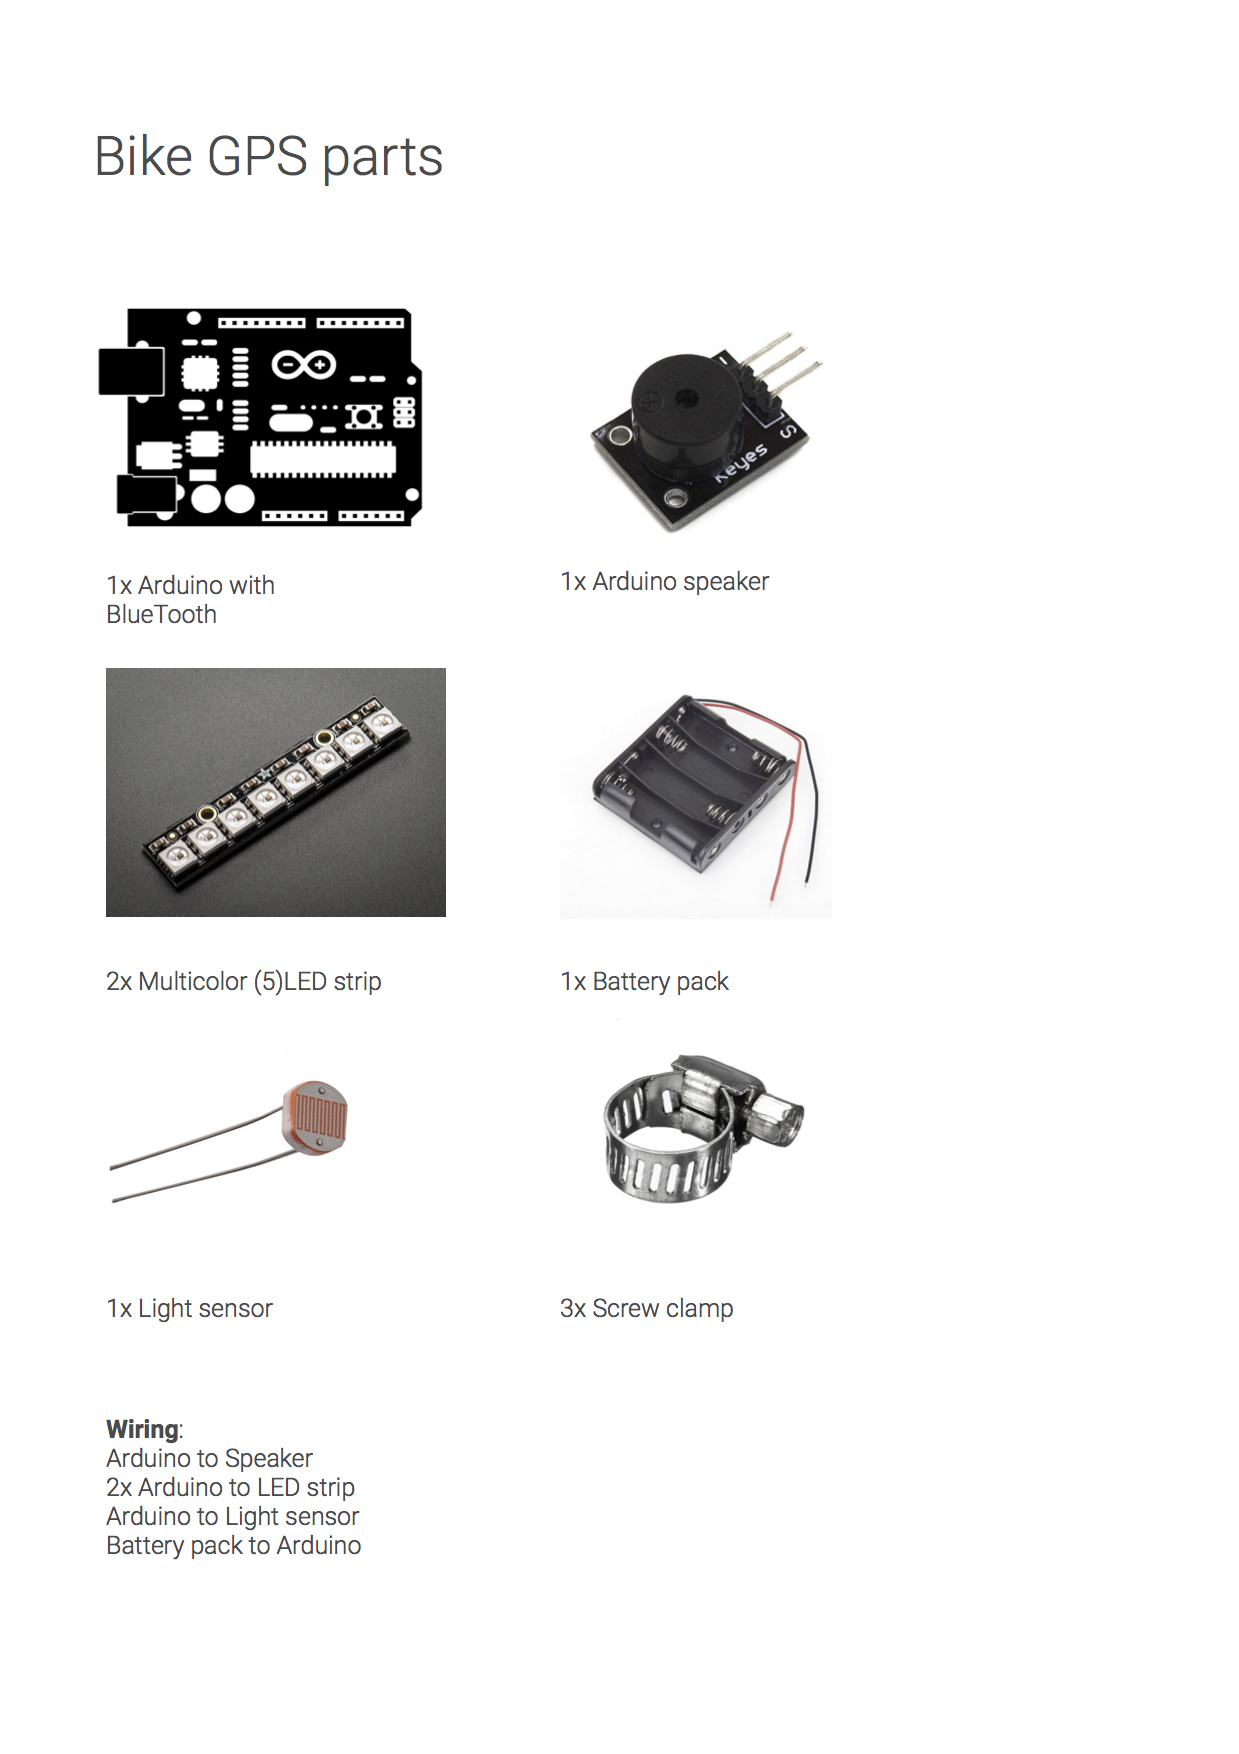 Bike GPS parts
Keyes
S
1x Arduino with
BlueTooth
1x Arduino speaker
2x Multicolor (5)LED strip
1x Battery pack
1x Light sensor
3x Screw clamp
Wiring:
Arduino to Speaker
2x Arduino to LED strip
Arduino to Light sensor
Battery pack to Arduino